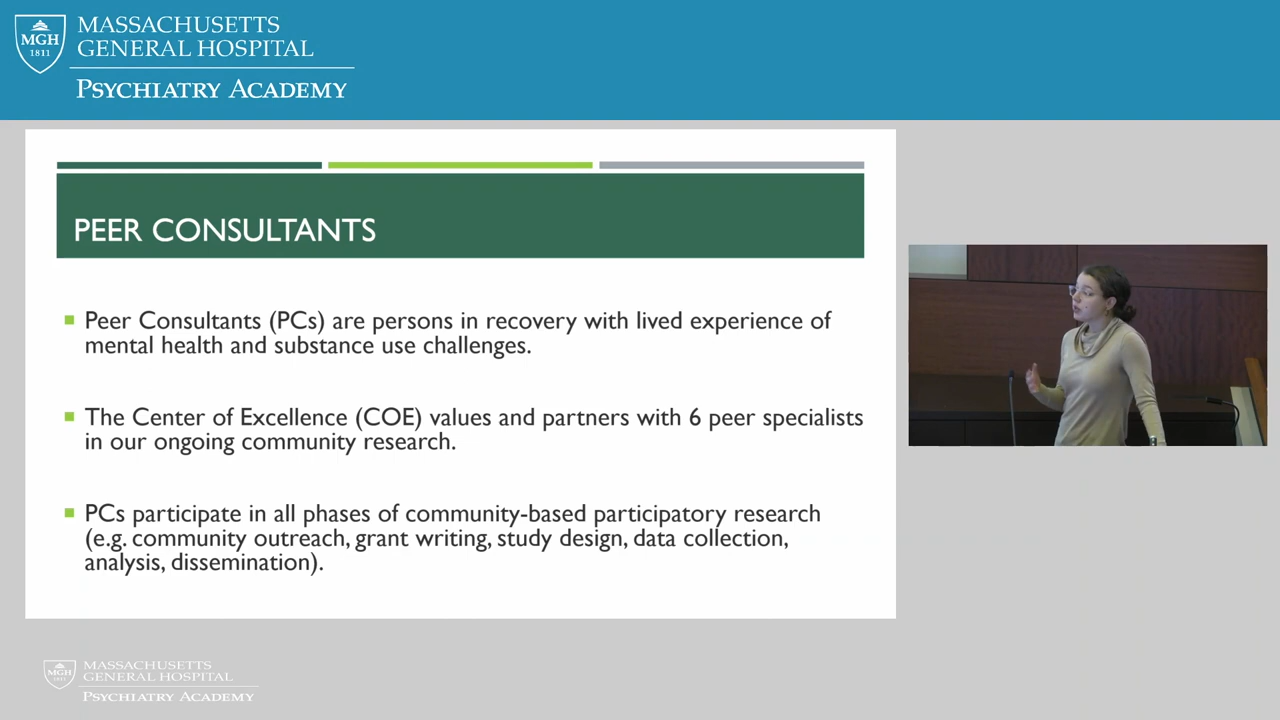 MGH
1811
MASSACHUSETTS
GENERAL HOSPITAL
PSYCHIATRY ACADEMY
PEER CONSULTANTS
Peer Consultants (PCs) are persons in recovery with lived experience of
mental health and substance use challenges.
The Center of Excellence (COE) values and partners with 6 peer specialists
in our ongoing community research.
PCs participate in all phases of community-based participatory research
(e.g. community outreach, grant writing, study design, data collection,
analysis, dissemination).
MGH
1811
MASSACHUSETTS
GENERAL HOSPITAL
PSYCHIATRY ACADEMY